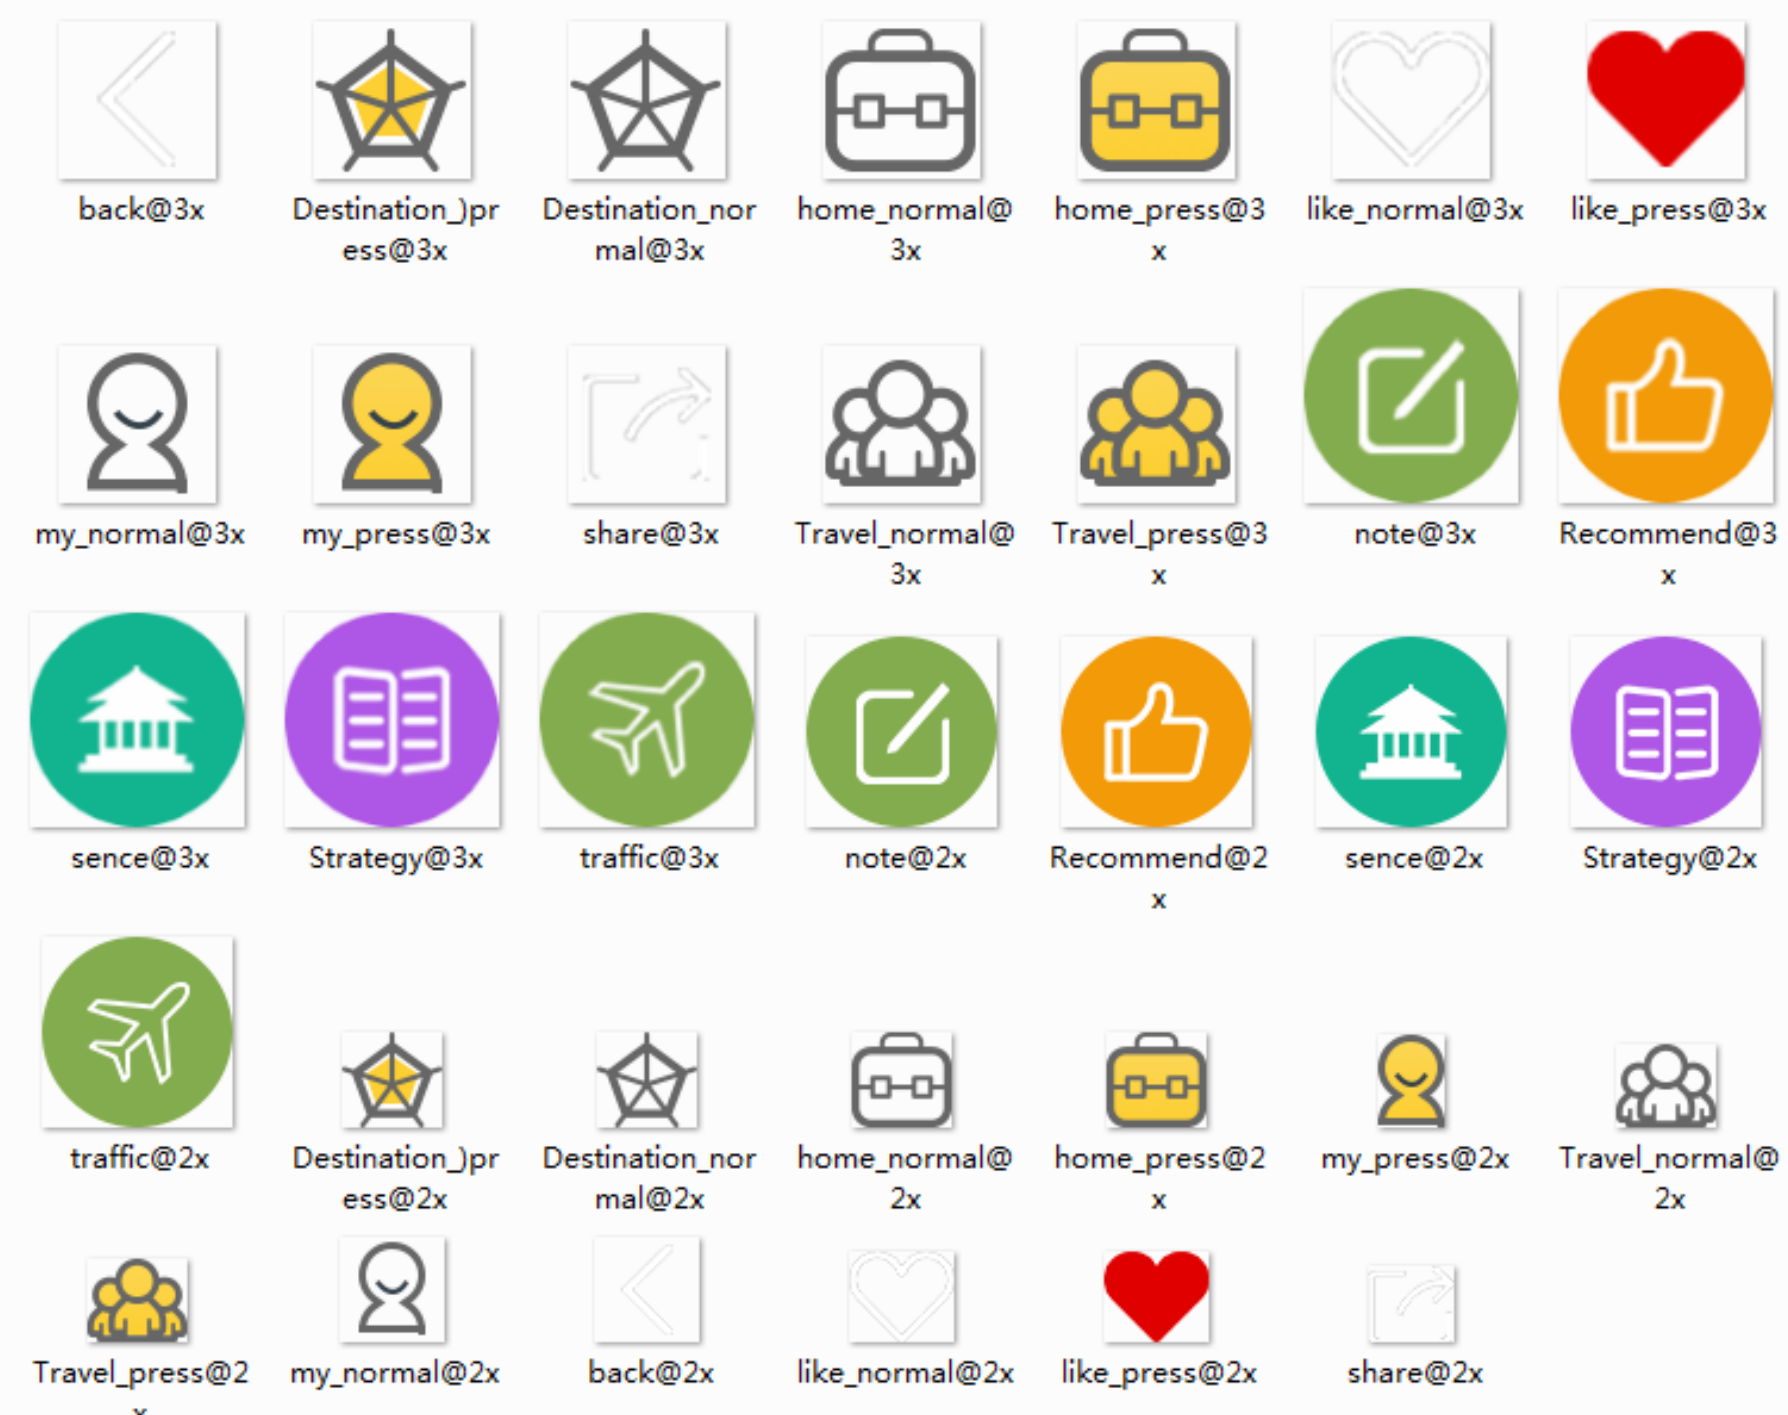 back@3x
Destination_)pr
ess@3x
Destination_nor
mal@3x
home_normal@
3x
home_press@3
x
like_normal@3x
like_press@3x
my_normal@3x
my_press@3x
share@3x
Travel_normal@
3x
Travel_press@3
x
note@3x
Recommend@3
x
sence@3x
Strategy@3x
traffic@3x
note@2x
Recommend@2
x
sence@2x
Strategy@2x
traffic@2x
Destination_)pr
ess@2x
Destination_nor
mal@2x
home_normal@
2x
home_press@2
x
my_press@2x
Travel_normal@
2x
Travel_press@2
x
my_normal@2x
back@2x
like_normal@2x
like_press@2x
share@2x